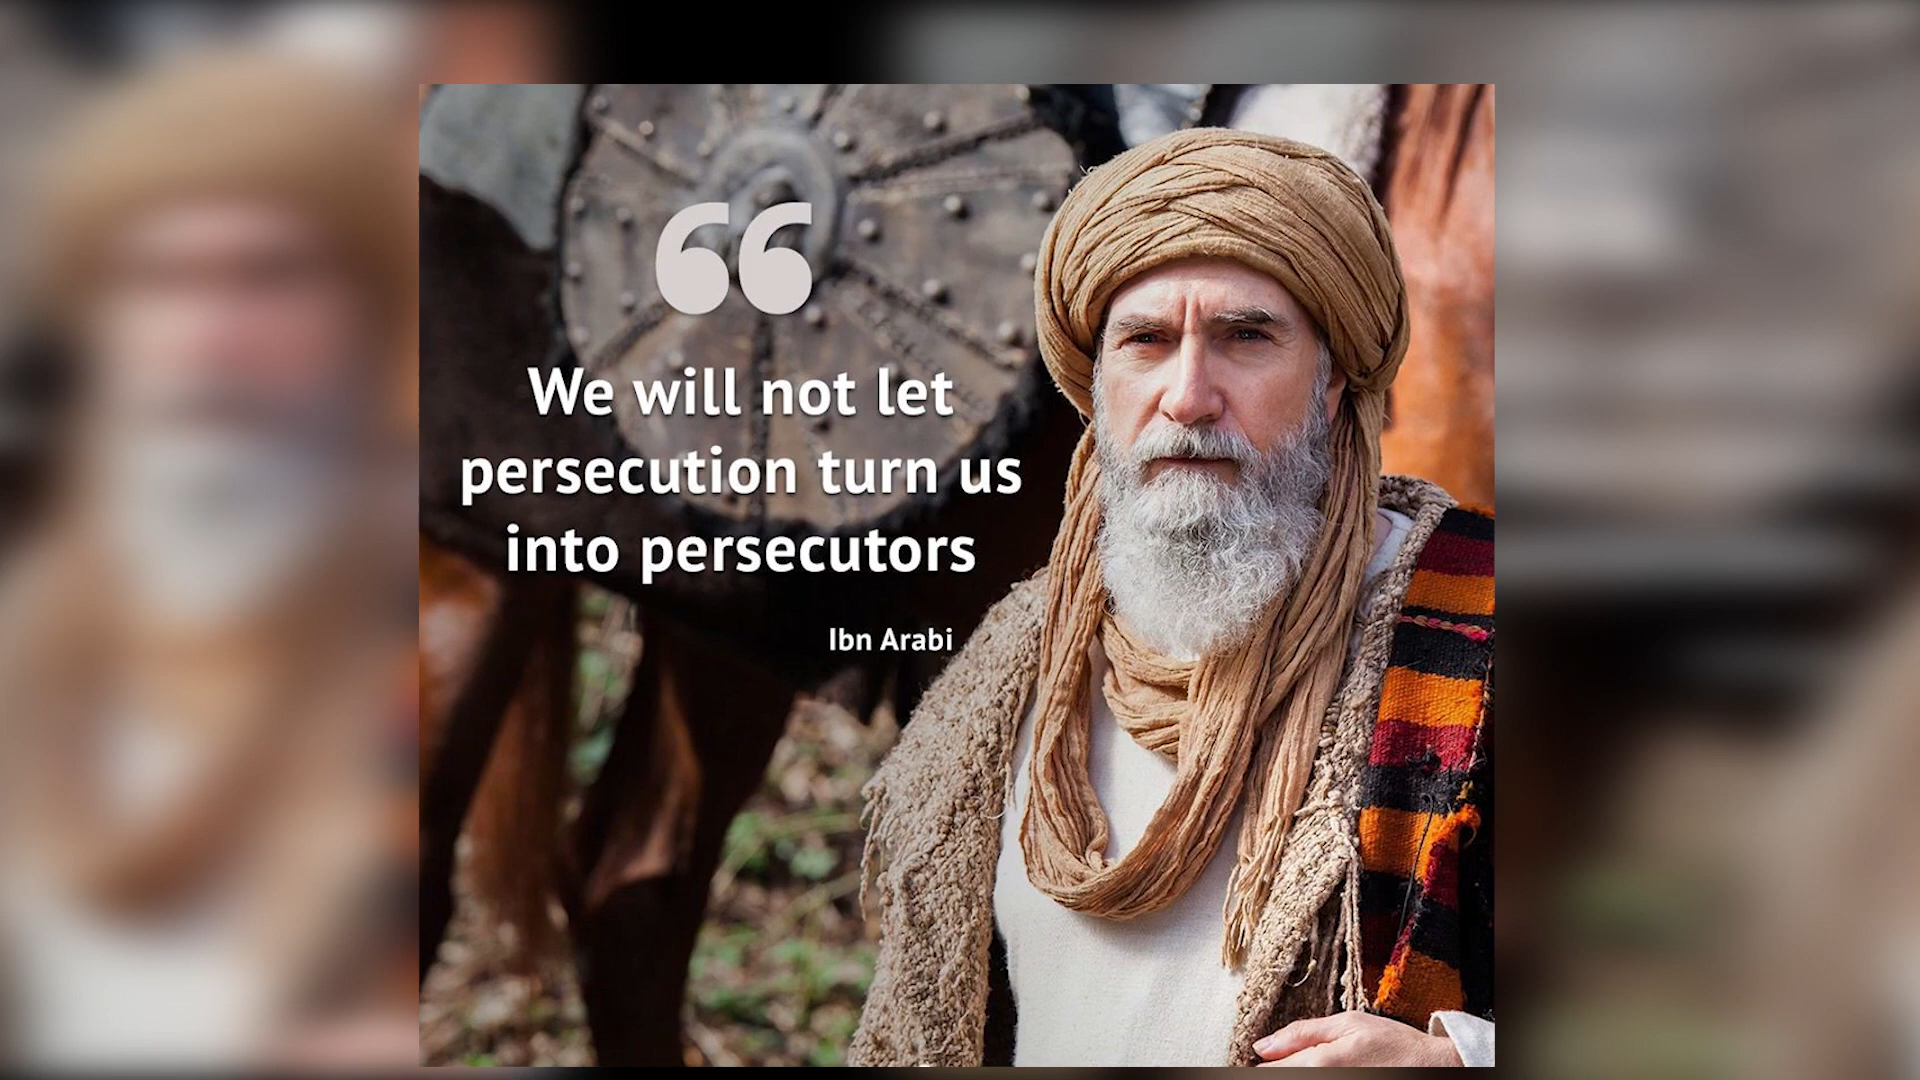 “
We will not let
persecution turn us
into persecutors
Ibn Arabi